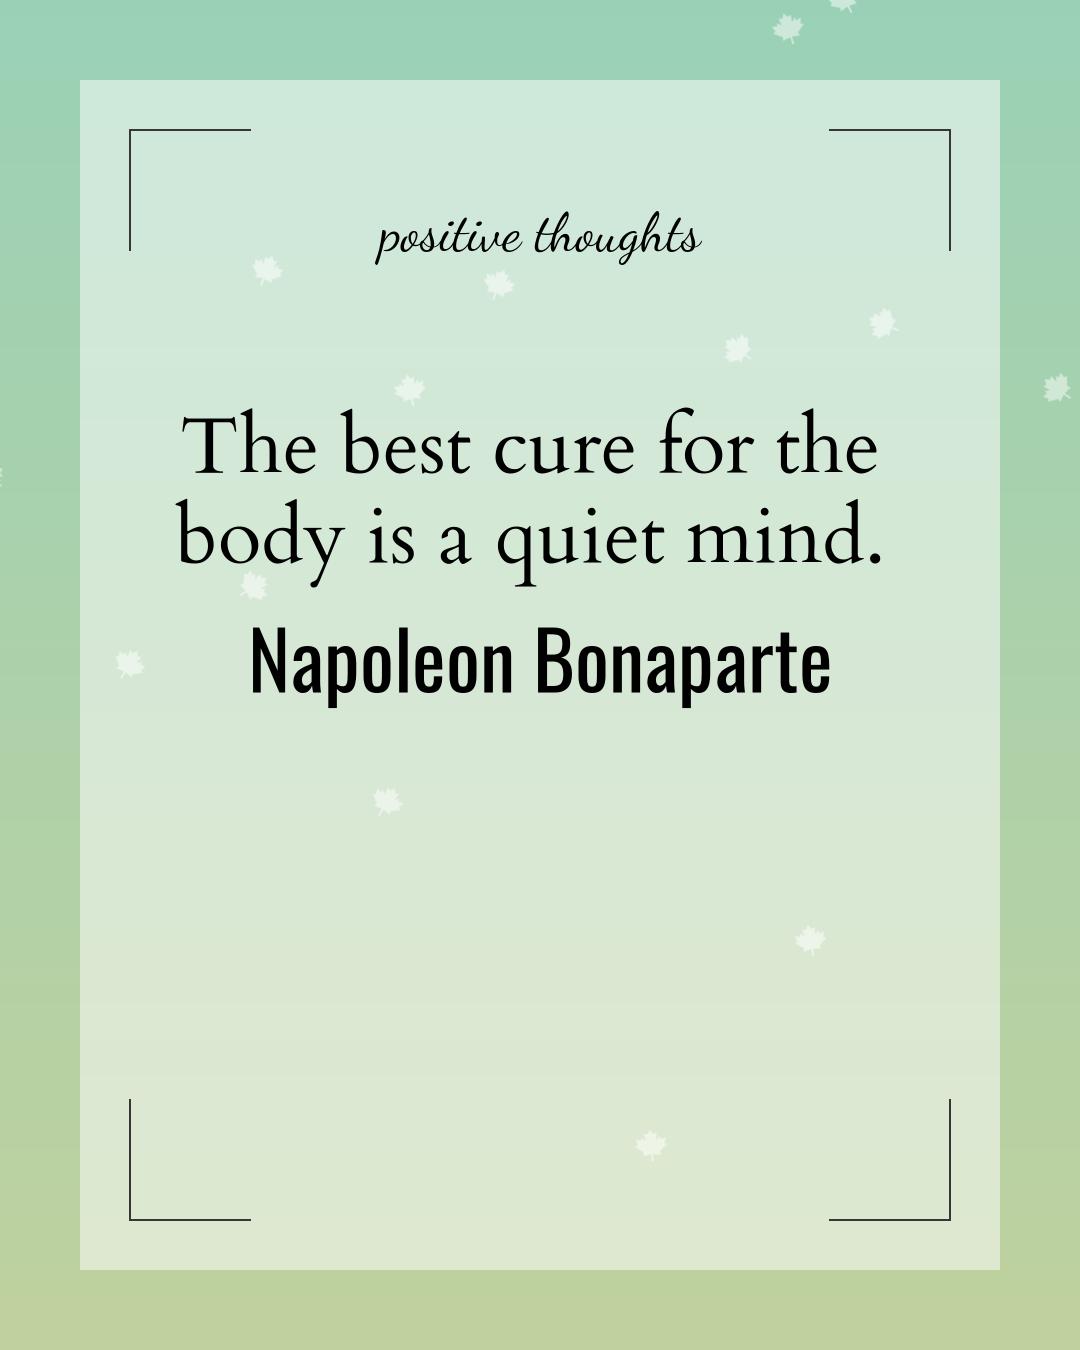 positive thoughts
The best cure for the
body is a quiet mind.
Napoleon Bonaparte